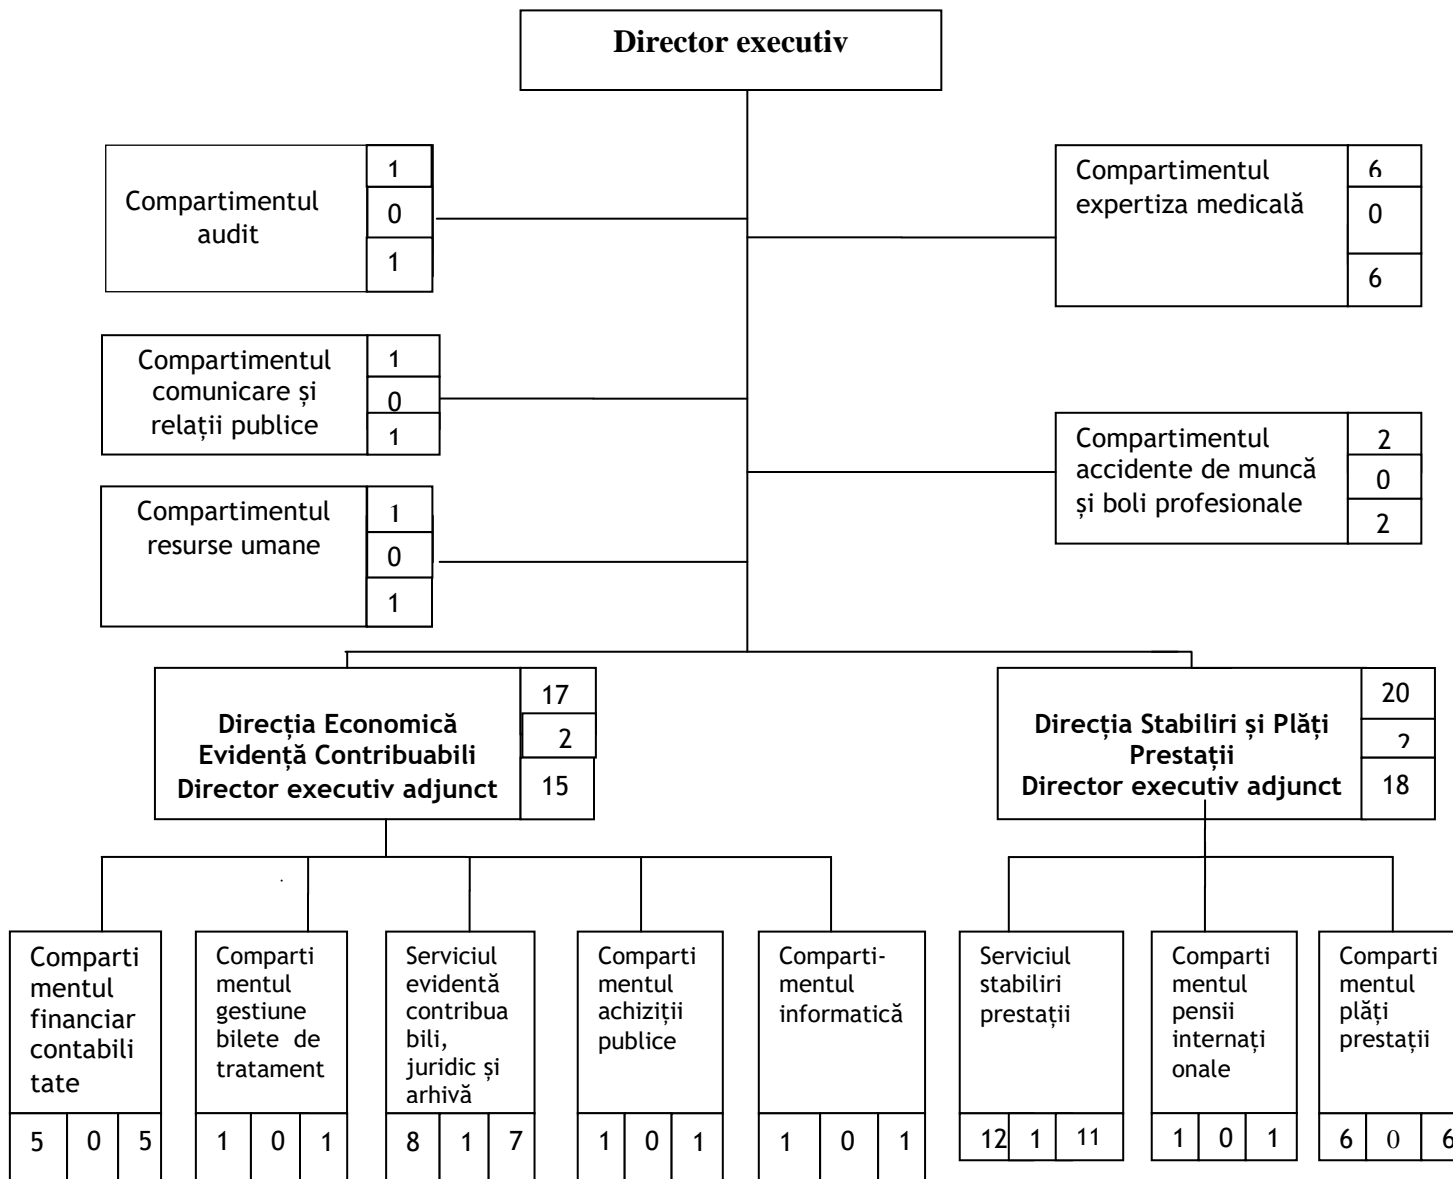 Director executiv
Compartimentul
audit
1
0
1
Compartimentul
expertiza medicală
6
0
6
Compartimentul
comunicare și
relații publice
1
0
1
Compartimentul
accidente de muncă
și boli profesionale
2
0
2
Compartimentul
resurse umane
1
0
1
Direcția Economică
Evidență Contribuabili
Director executiv adjunct
17
2
15
Direcția Stabiliri și Plăți
Prestații
Director executiv adjunct
20
2
18
Comparti
mentul
financiar
contabili
tate
5 0 5
Comparti
mentul
gestiune
bilete de
tratament
1 0 1
Serviciul
evidentă
contribua
bili,
juridic și
arhivă
8 1 7
Comparti
mentul
achiziții
publice
1 0 1
Comparti-
mentul
informatică
1 0 1
Serviciul
stabiliri
prestații
12 1 11
Comparti
mentul
pensii
internați
onale
1 0 1
Comparti
mentul
plăți
prestații
6 0 6